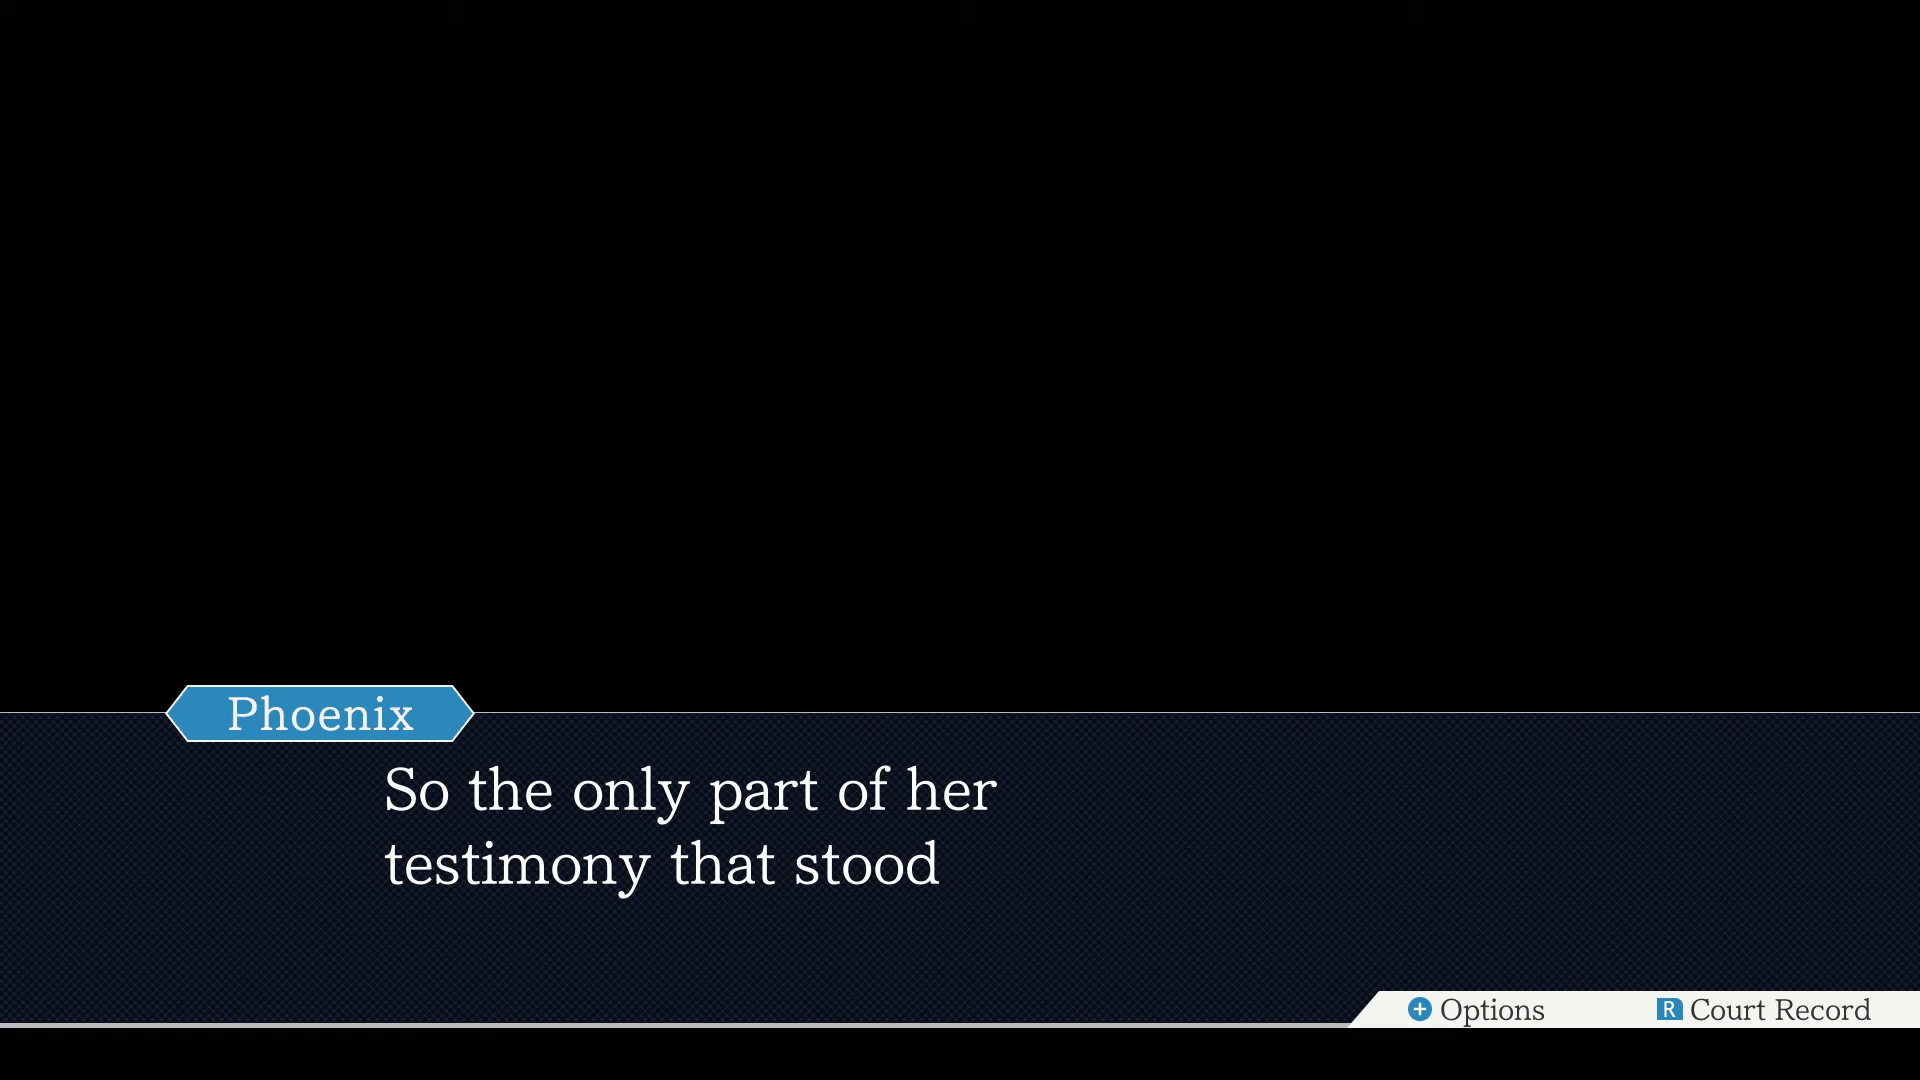 Phoenix
So the only part of her
testimony that stood
+ Options
R Court Record